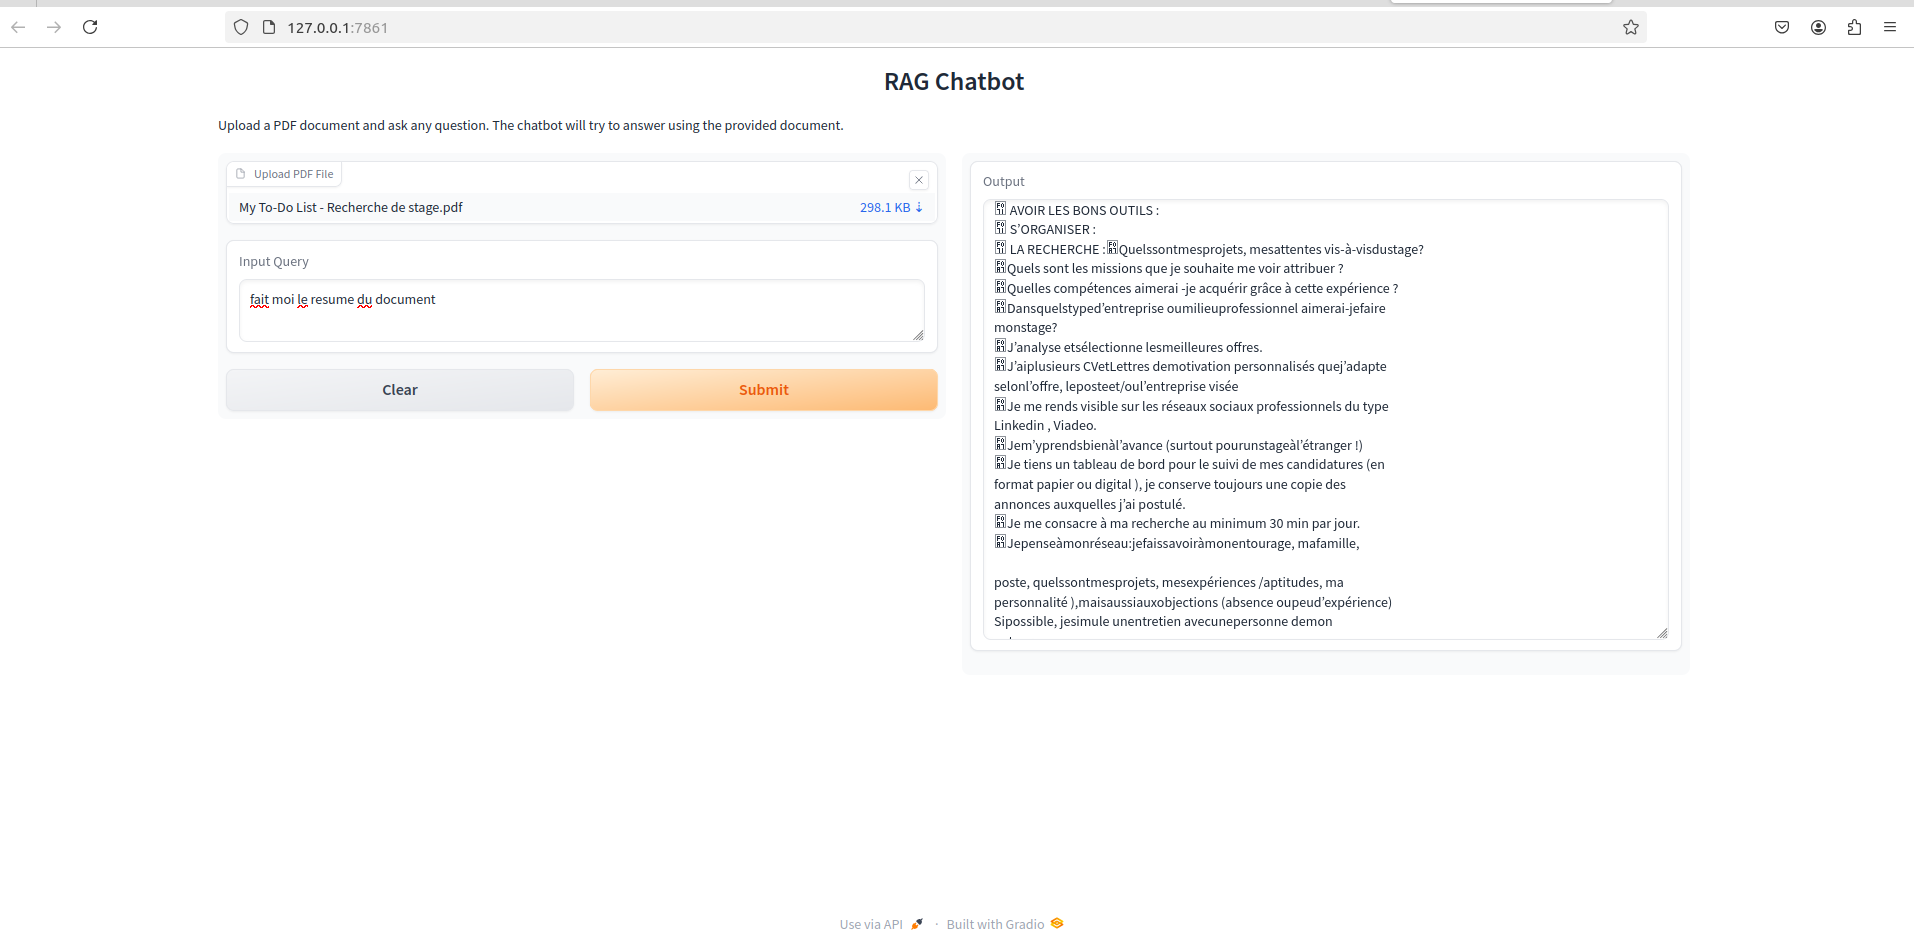 127.0.0.1:7861
RAG Chatbot
Upload a PDF document and ask any question. The chatbot will try to answer using the provided document.
Upload PDF File
My To-Do List - Recherche de stage.pdf 298.1 KB ⇣
Input Query
fait moi le resume du document
Clear
Submit
Output
AVOIR LES BONS OUTILS :
S’ORGANISER :
LA RECHERCHE :Quelssontmesprojets, mesattentes vis-à-visdustage?
Quels sont les missions que je souhaite me voir attribuer ?
Quelles compétences aimerai -je acquérir grâce à cette expérience ?
Dansquelstyped’entreprise oumilieuprofessionnel aimerai-jefaire
monstage?
J’analyse etsélectionne lesmeilleures offres.
J’aiplusieurs CVetLettres demotivation personnalisés quej’adapte
selonl’offre, leposteet/oul’entreprise visée
Je me rends visible sur les réseaux sociaux professionnels du type
Linkedin , Viadeo.
Jem’yprendsbienàl’avance (surtout pourunstageàl’étranger !)
Je tiens un tableau de bord pour le suivi de mes candidatures (en
format papier ou digital ), je conserve toujours une copie des
annonces auxquelles j’ai postulé.
Je me consacre à ma recherche au minimum 30 min par jour.
Jepenseàmonréseau:jefaissavoiràmonentourage, mafamille,
poste, quelssontmesprojets, mesexpériences /aptitudes, ma
personnalité ),maisaussiauxobjections (absence oupeud’expérience)
Sipossible, jesimule unentretien avecunepersonne demon
Use via API · Built with Gradio